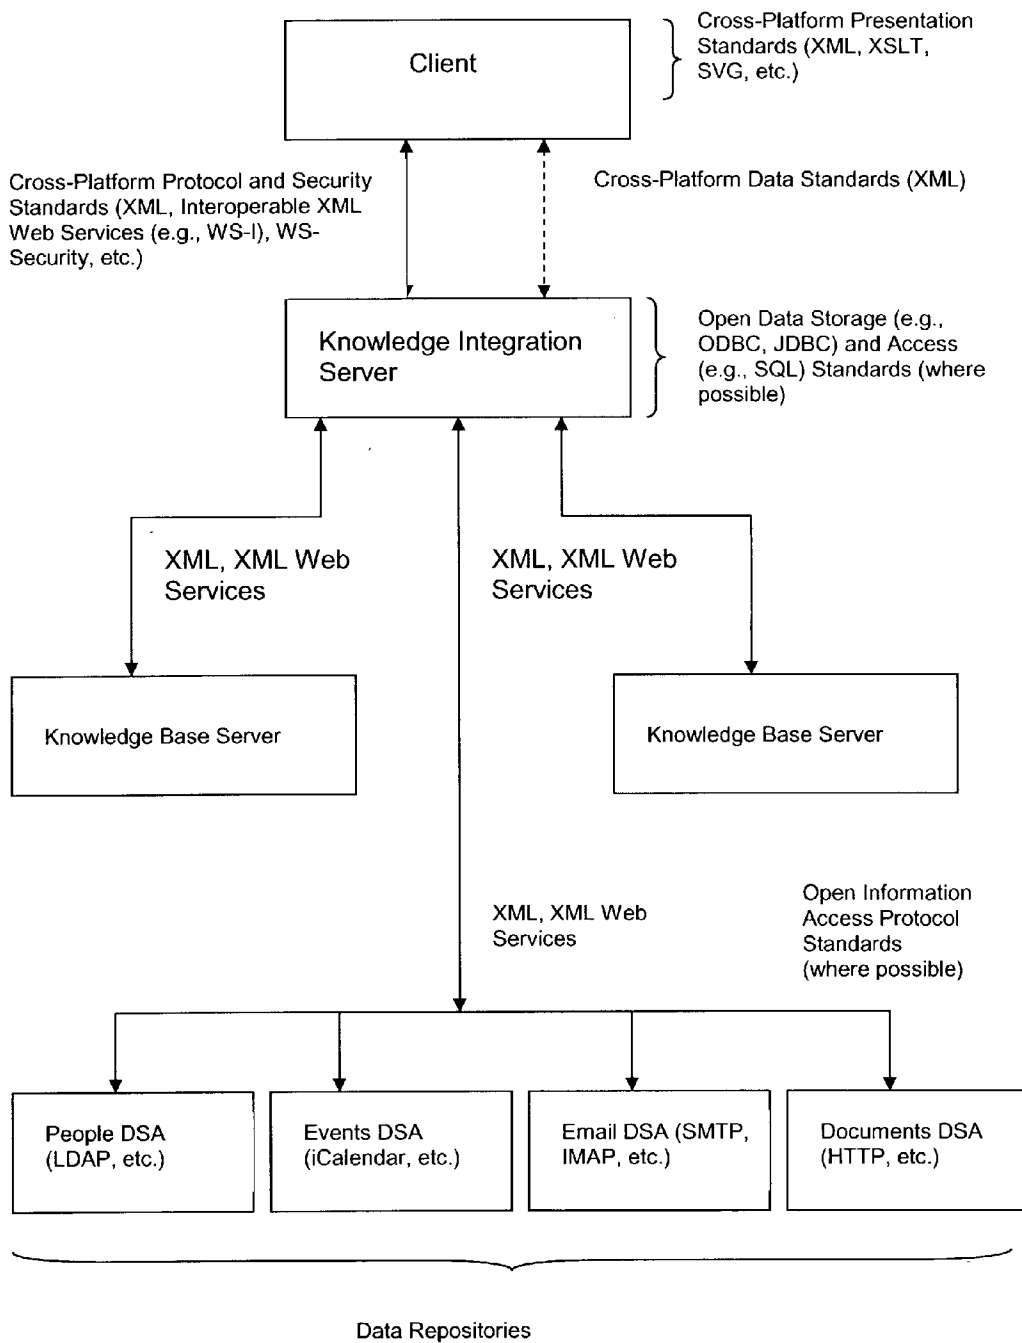 Cross-Platform Presentation
Standards (XML, XSLT,
SVG, etc.)
Client
Cross-Platform Protocol and Security
Standards (XML, Interoperable XML
Web Services (e.g., WS-I), WS-
Security, etc.)
Cross-Platform Data Standards (XML)
Knowledge Integration
Server
Open Data Storage (e.g.,
ODBC, JDBC) and Access
(e.g., SQL) Standards (where
possible)
XML, XML Web
Services
XML, XML Web
Services
Knowledge Base Server
Knowledge Base Server
XML, XML Web
Services
Open Information
Access Protocol
Standards
(where possible)
People DSA
(LDAP, etc.)
Events DSA
(iCalendar, etc.)
Email DSA (SMTP,
IMAP, etc.)
Documents DSA
(HTTP, etc.)
Data Repositories